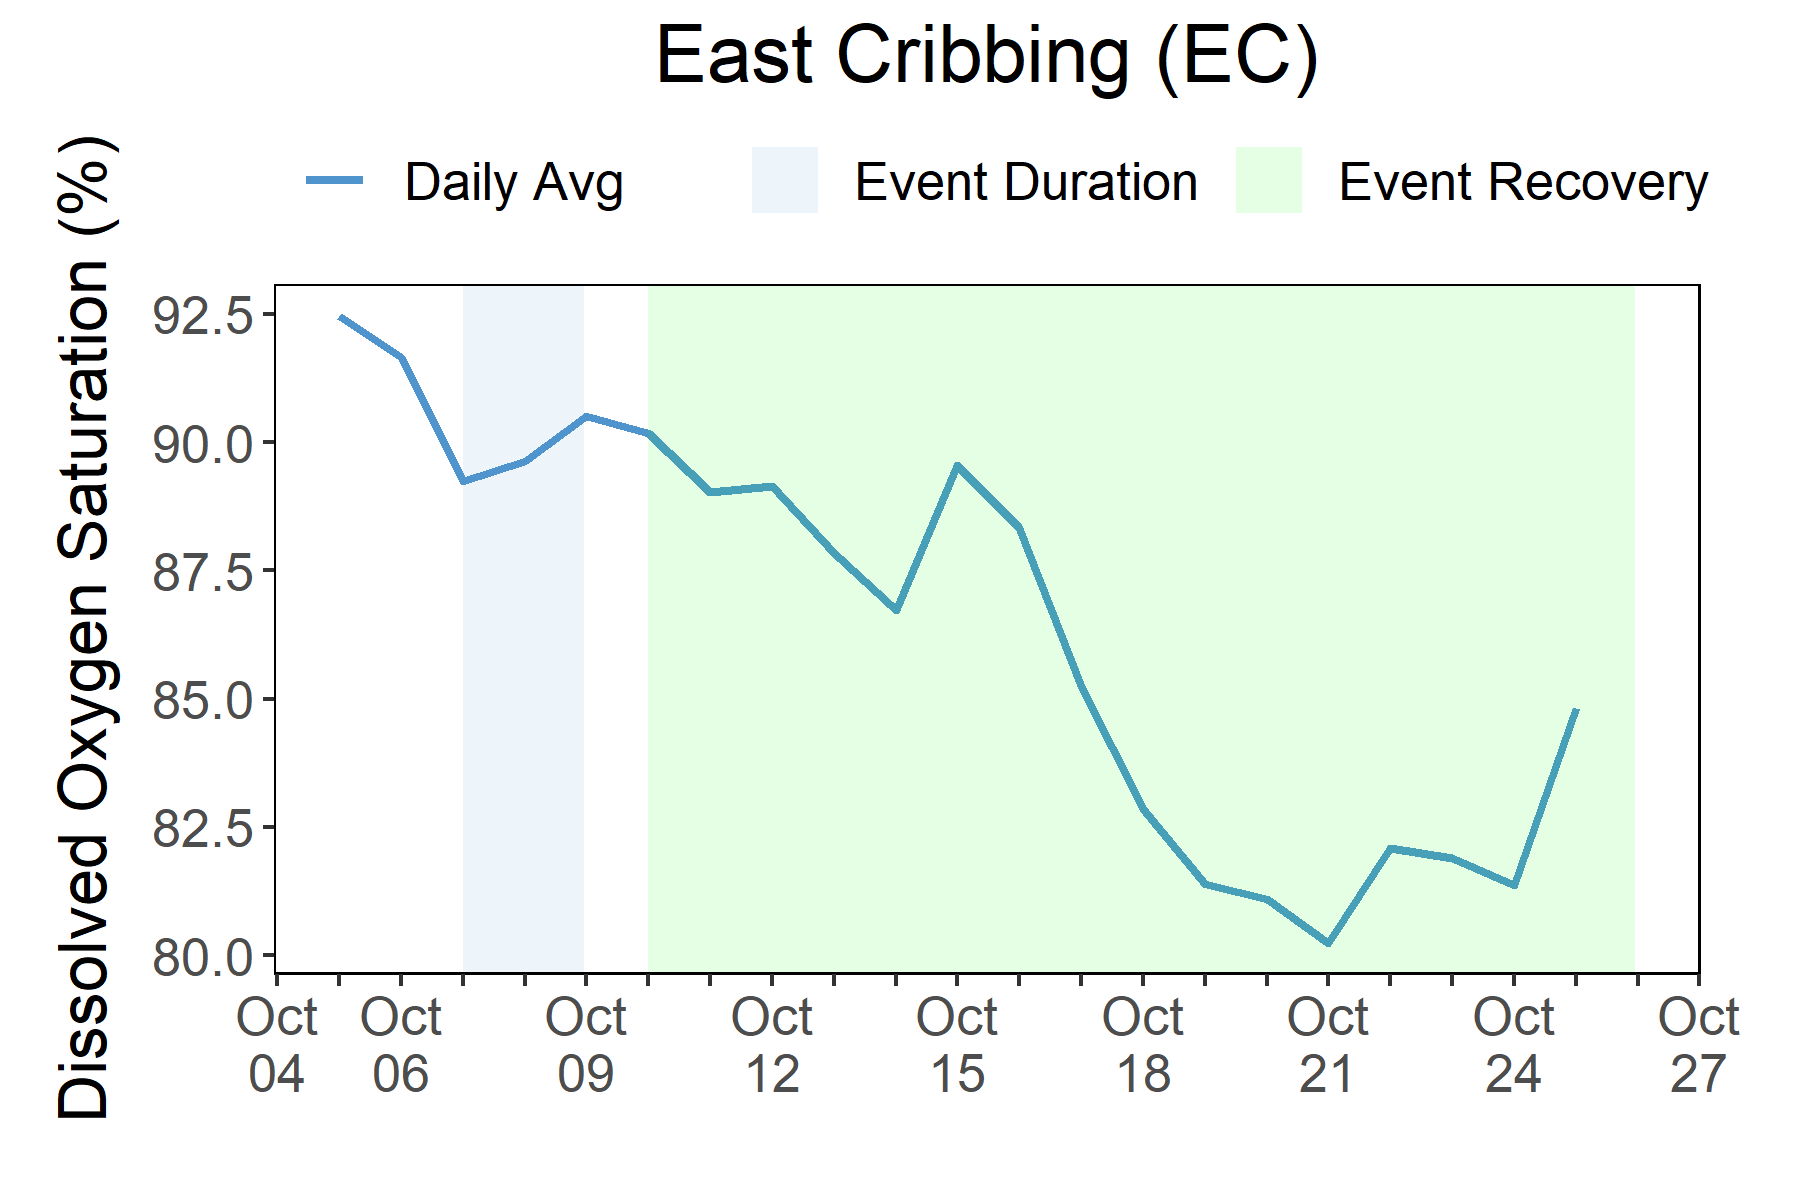 East Cribbing (EC)
Daily Avg
Event Duration
Event Recovery
Dissolved Oxygen Saturation (%)
92.5
90.0
87.5
85.0
82.5
80.0
Oct 04
Oct 06
Oct 09
Oct 12
Oct 15
Oct 18
Oct 21
Oct 24
Oct 27